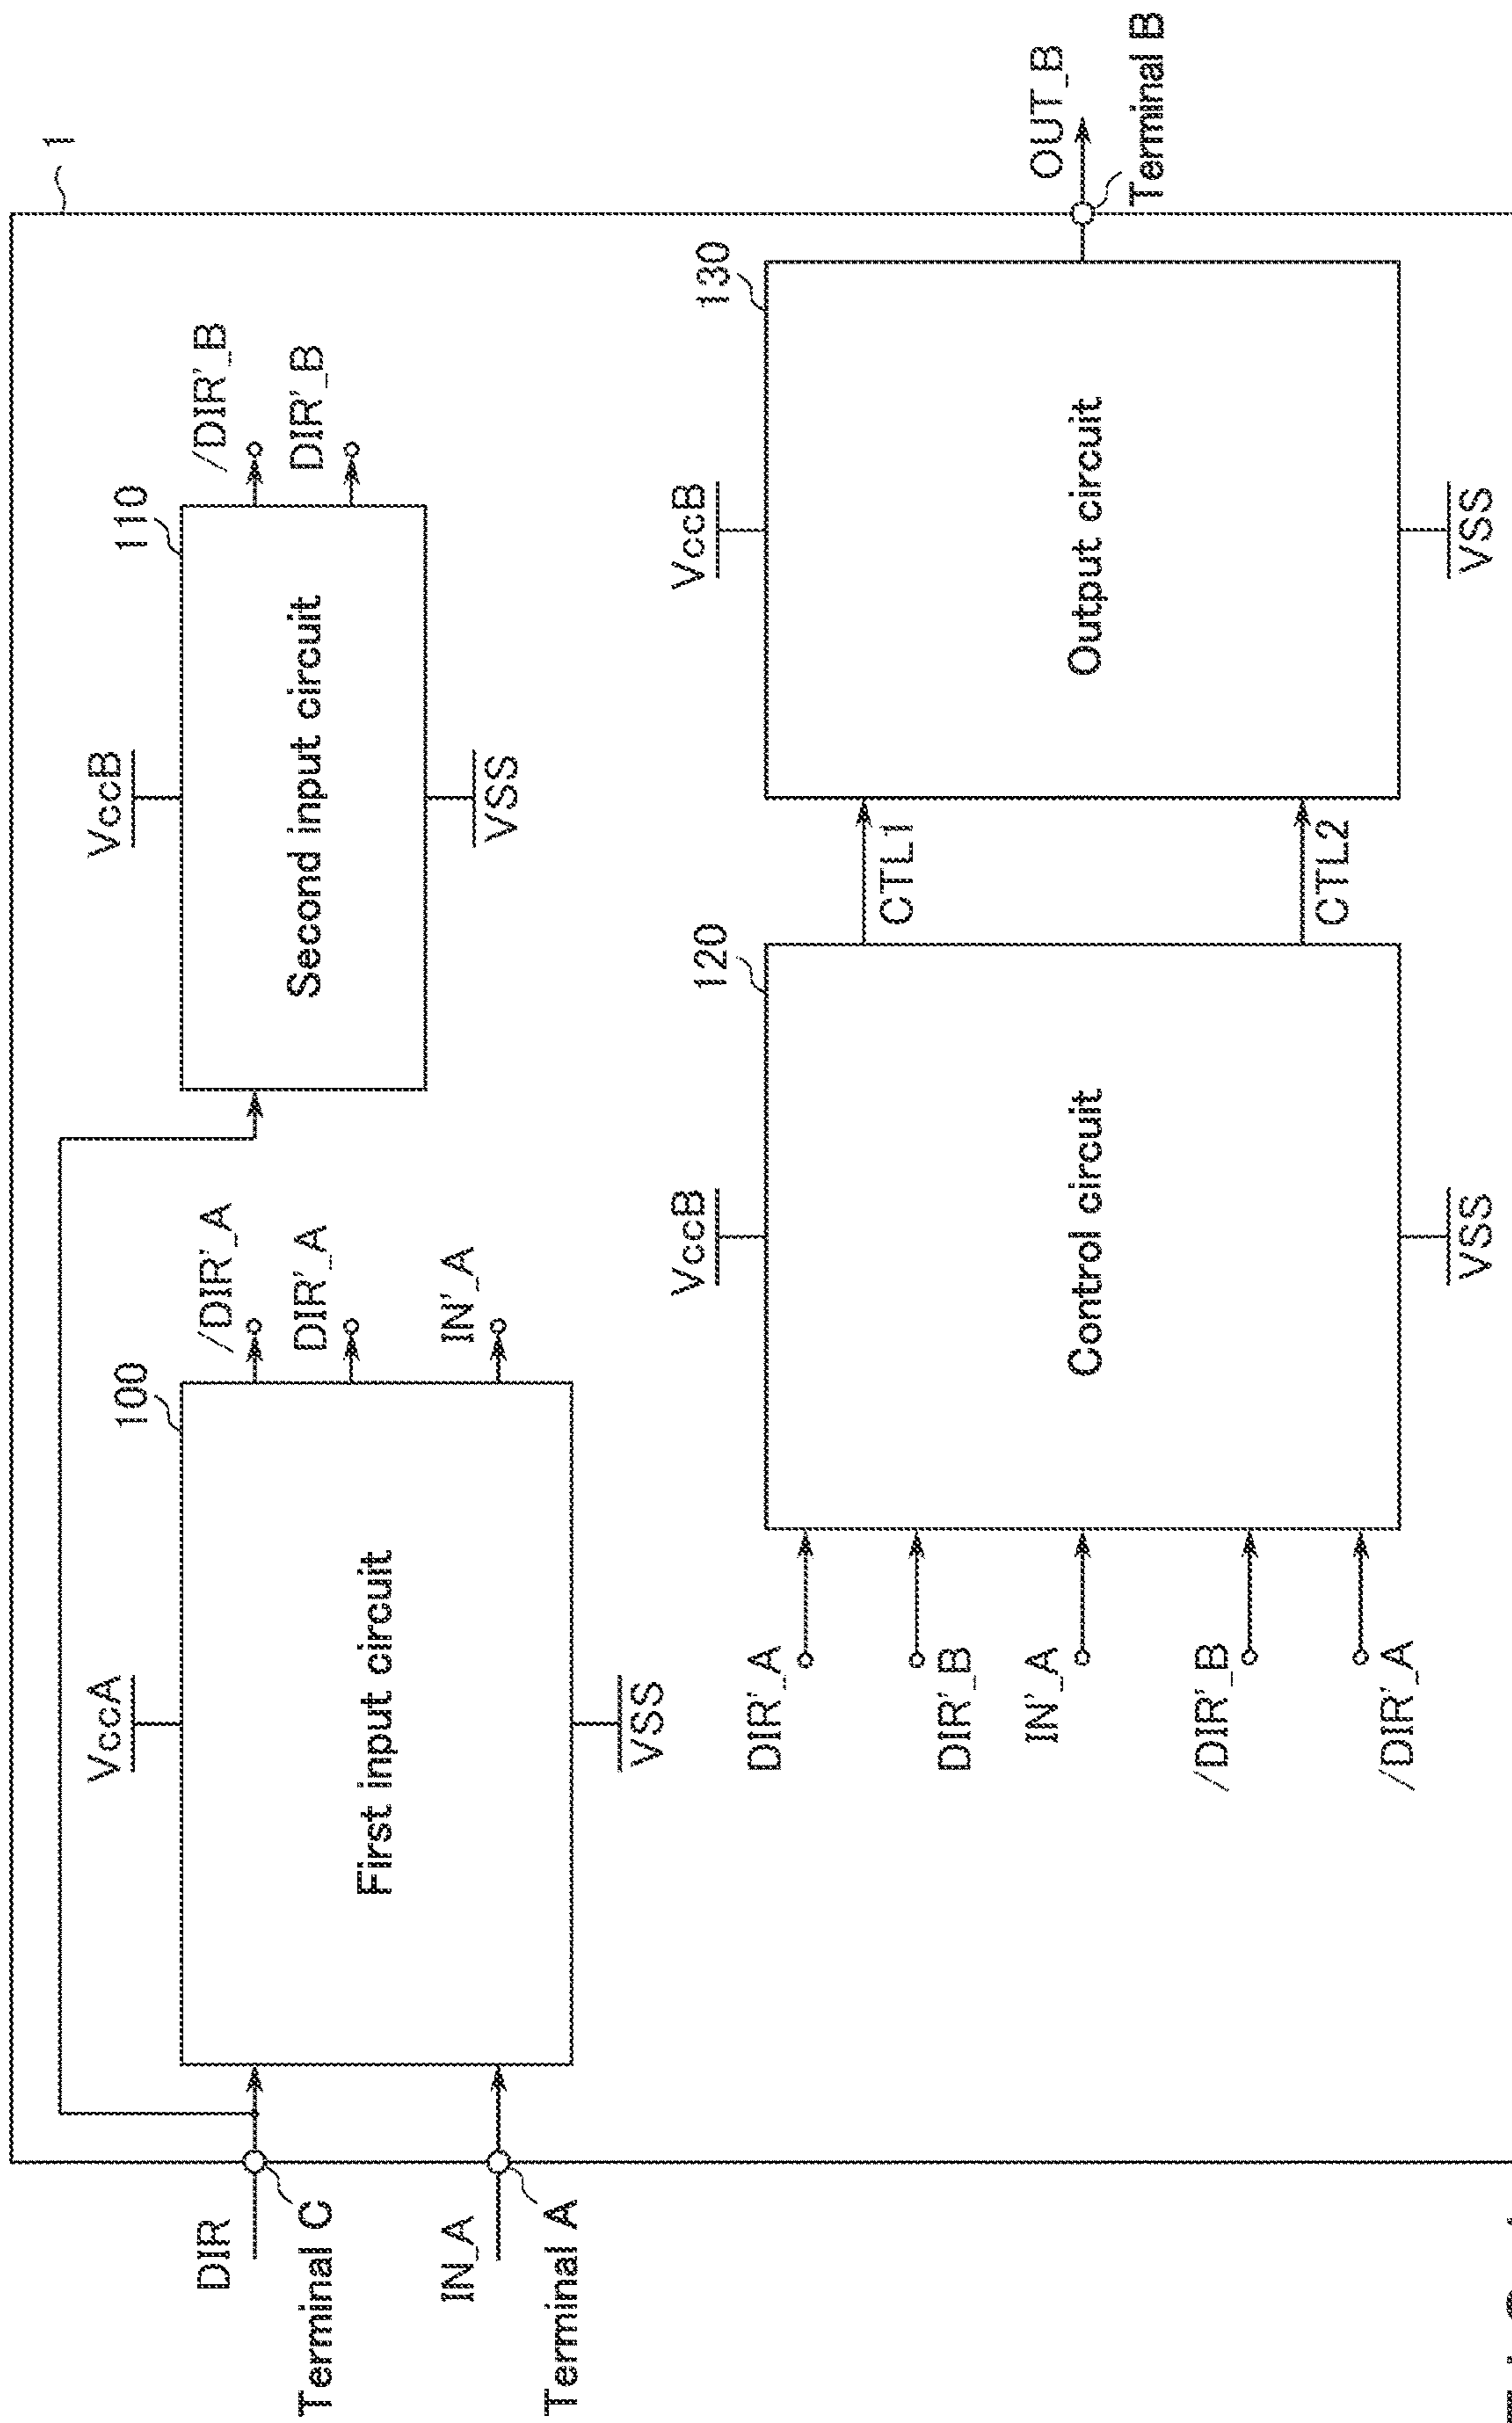 1
DIR
Terminal C
IN_A
Terminal A
VccA
100
First input circuit
VSS
/DIR'_A
DIR'_A
IN'_A
VccB
110
Second input circuit
VSS
/DIR'_B
DIR'_B
DIR'_A
DIR'_B
IN'_A
/DIR'_B
/DIR'_A
VccB
120
Control circuit
VSS
CTL1
CTL2
VccB
130
Output circuit
VSS
OUT_B
Terminal B